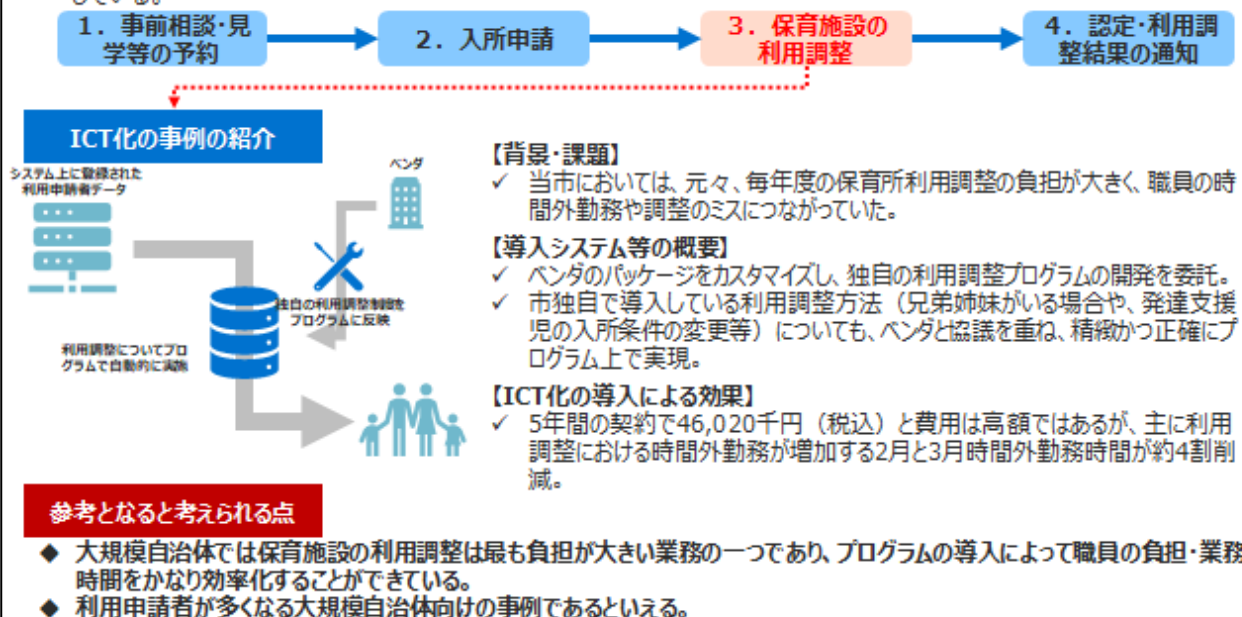 している。
1．事前相談・見
学等の予約
2．入所申請
3．保育施設の
利用調整
4．認定・利用調
整結果の通知
ICT化の事例の紹介
システム上に登録された
利用申請者データ
ベンダ
独自の利用調整制度を
プログラムに反映
利用調整についてプロ
グラムで自動的に実施
【背景・課題】
✓ 当市においては、元々、毎年度の保育所利用調整の負担が大きく、職員の時
間外勤務や調整のミスにつながっていた。
【導入システム等の概要】
✓ ベンダのパッケージをカスタマイズし、独自の利用調整プログラムの開発を委託。
✓ 市独自で導入している利用調整方法（兄弟姉妹がいる場合や、発達支援
児の入所条件の変更等）についても、ベンダと協議を重ね、精緻かつ正確にプ
ログラム上で実現。
【ICT化の導入による効果】
✓ 5年間の契約で46,020千円（税込）と費用は高額ではあるが、主に利用
調整における時間外勤務が増加する2月と3月時間外勤務時間が約4割削
減。
参考となると考えられる点
◆ 大規模自治体では保育施設の利用調整は最も負担が大きい業務の一つであり、プログラムの導入によって職員の負担・業務
時間をかなり効率化することができている。
◆ 利用申請者が多くなる大規模自治体向けの事例であるといえる。